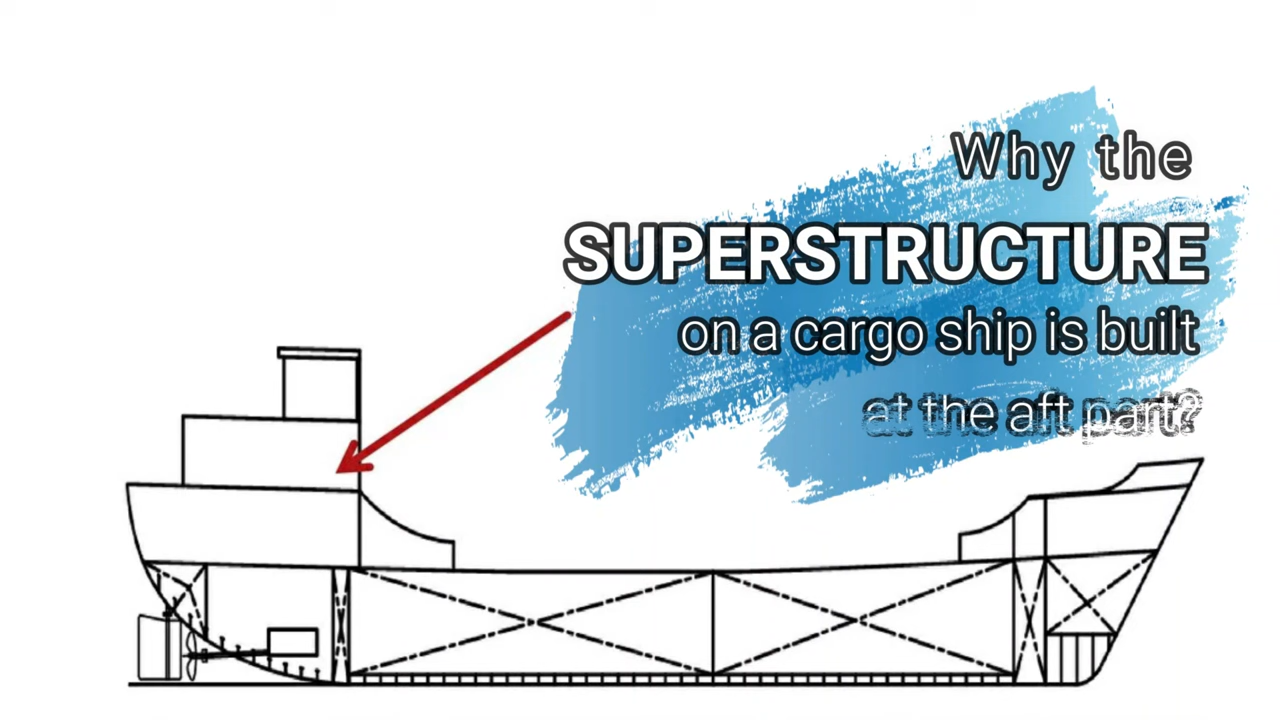 Why the
SUPERSTRUCTURE
on a cargo ship is built
at the aft part?